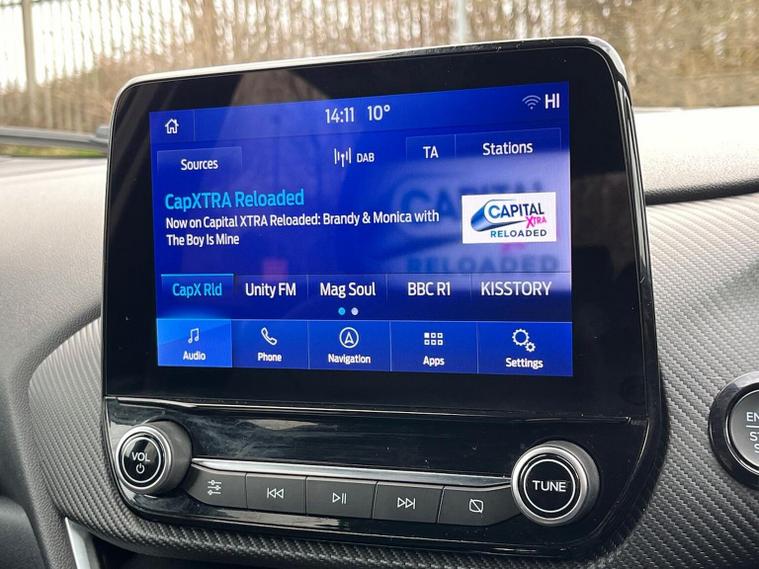 14:11 10° HI
Sources DAB TA Stations
CapXTRA Reloaded
Now on Capital XTRA Reloaded: Brandy & Monica with
The Boy Is Mine
CAPITAL
XTRA
RELOADED
CapX Rld Unity FM Mag Soul BBC R1 KISSTORY
Audio Phone Navigation Apps Settings
VOL
TUNE